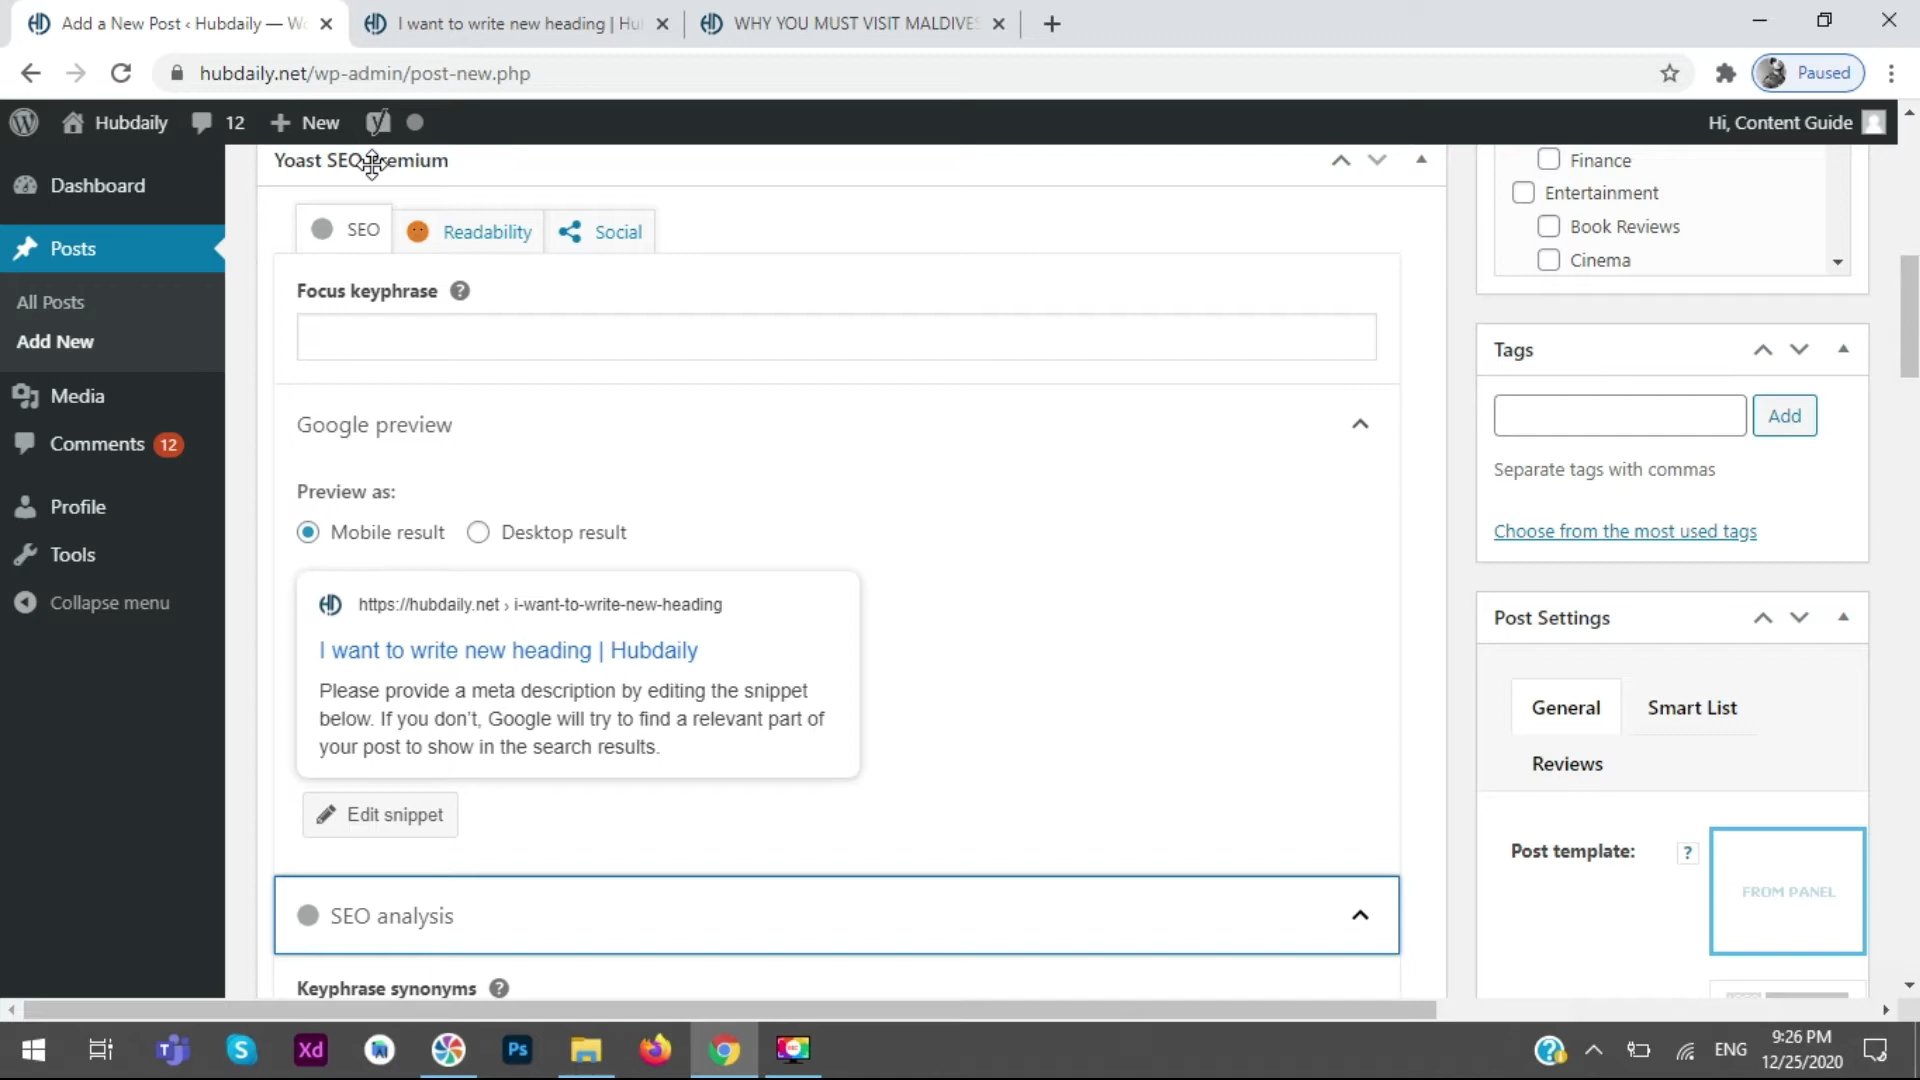 Add a New Post ‹ Hubdaily — Wo
I want to write new heading | Hu
WHY YOU MUST VISIT MALDIVES
hubdaily.net/wp-admin/post-new.php
Paused
Hubdaily
12
New
Hi, Content Guide
Dashboard
Posts
All Posts
Add New
Media
Comments 12
Profile
Tools
Collapse menu
Yoast SEO Premium
SEO
Readability
Social
Focus keyphrase
Google preview
Preview as:
Mobile result
Desktop result
https://hubdaily.net › i-want-to-write-new-heading
I want to write new heading | Hubdaily
Please provide a meta description by editing the snippet
below. If you don’t, Google will try to find a relevant part of
your post to show in the search results.
Edit snippet
SEO analysis
Keyphrase synonyms
Finance
Entertainment
Book Reviews
Cinema
Tags
Add
Separate tags with commas
Choose from the most used tags
Post Settings
General
Smart List
Reviews
Post template:
?
FROM PANEL
Xd
Ps
ENG
9:26 PM
12/25/2020